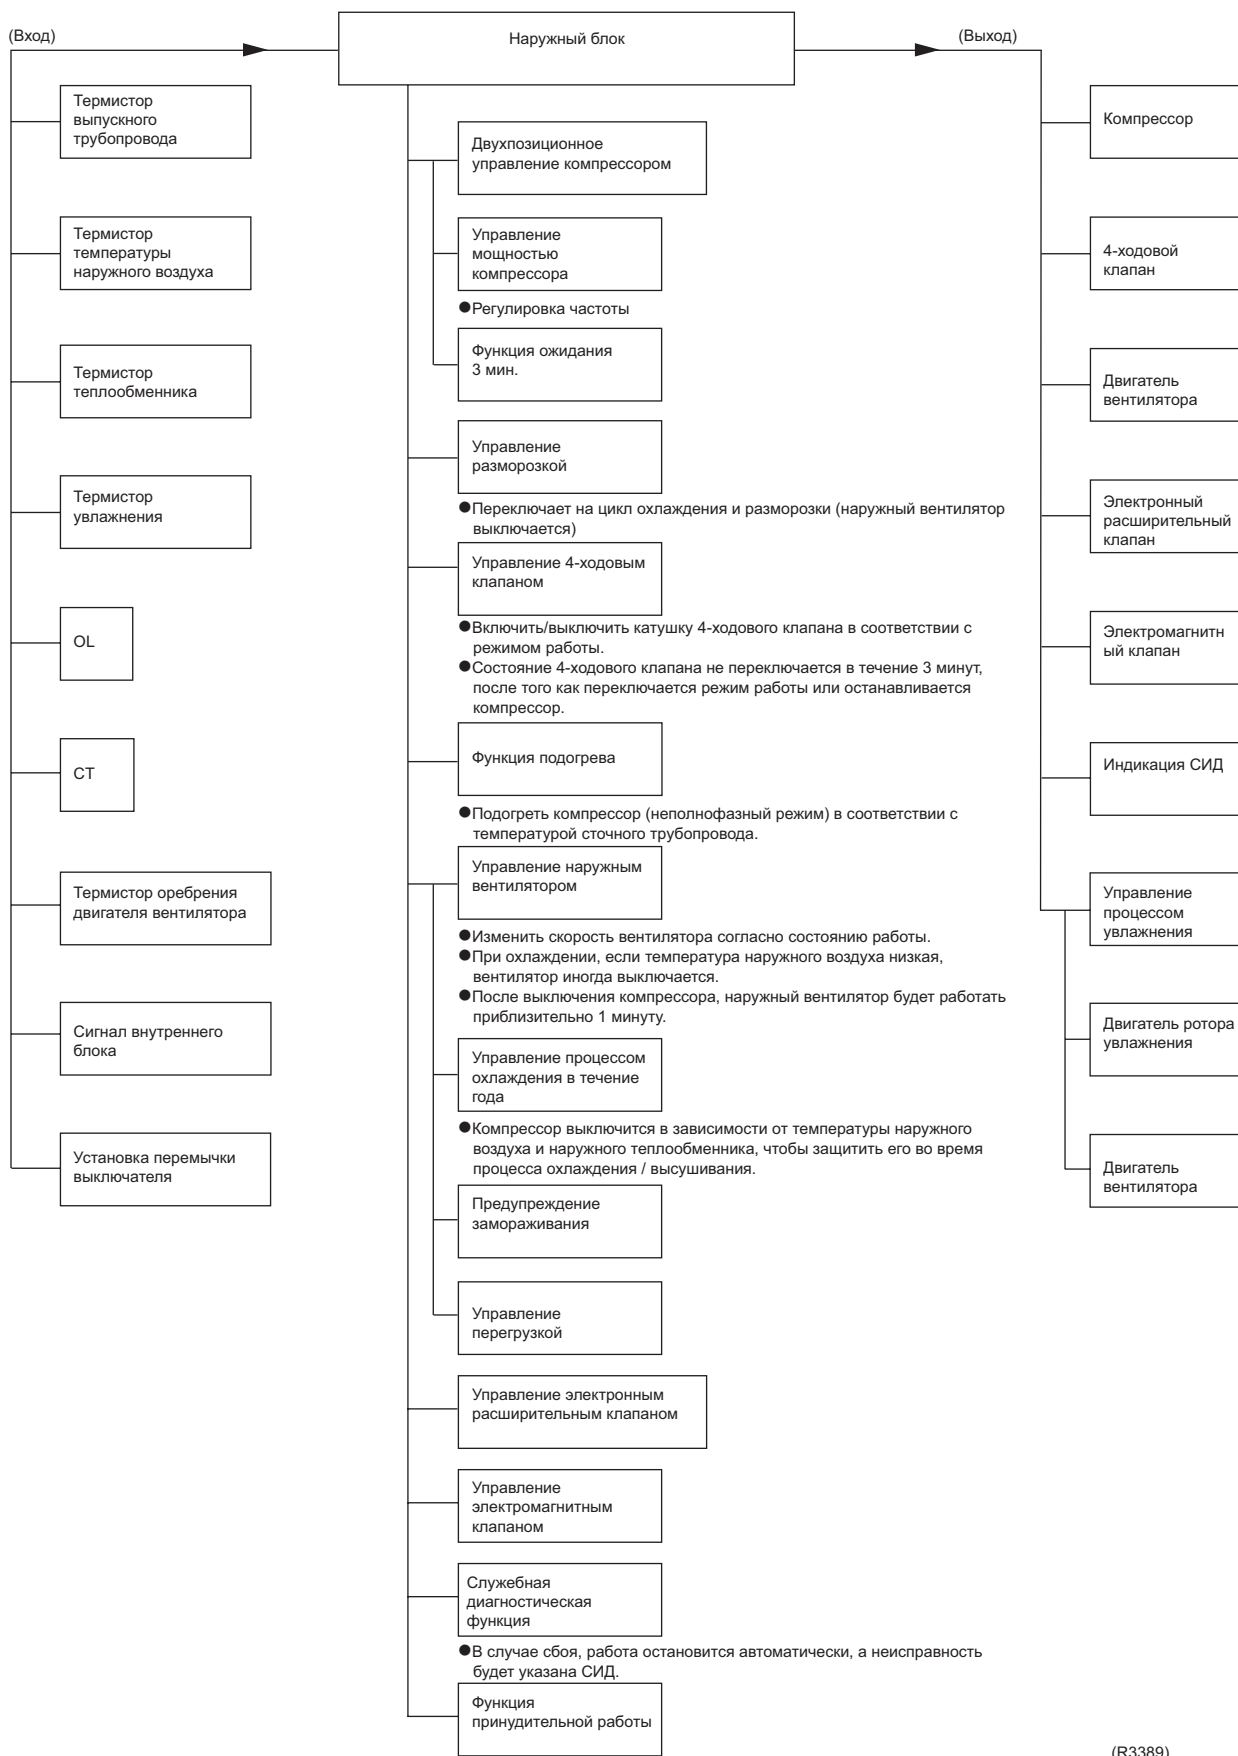 (Вход)
Наружный блок
(Выход)
Термистор
выпускного
трубопровода
Термистор
температуры
наружного воздуха
Термистор
теплообменника
Термистор
увлажнения
OL
CT
Термистор оребрения
двигателя вентилятора
Сигнал внутреннего
блока
Установка перемычки
выключателя
Двухпозиционное
управление компрессором
Управление
мощностью
компрессора
●Регулировка частоты
Функция ожидания
3 мин.
Управление
разморозкой
●Переключает на цикл охлаждения и разморозки (наружный вентилятор
выключается)
Управление 4-ходовым
клапаном
●Включить/выключить катушку 4-ходового клапана в соответствии с
режимом работы.
●Состояние 4-ходового клапана не переключается в течение 3 минут,
после того как переключается режим работы или останавливается
компрессор.
Функция подогрева
●Подогреть компрессор (неполнофазный режим) в соответствии с
температурой сточного трубопровода.
Управление наружным
вентилятором
●Изменить скорость вентилятора согласно состоянию работы.
●При охлаждении, если температура наружного воздуха низкая,
вентилятор иногда выключается.
●После выключения компрессора, наружный вентилятор будет работать
приблизительно 1 минуту.
Управление процессом
охлаждения в течение
года
●Компрессор выключится в зависимости от температуры наружного
воздуха и наружного теплообменника, чтобы защитить его во время
процесса охлаждения / высушивания.
Предупреждение
замораживания
Управление
перегрузкой
Управление электронным
расширительным клапаном
Управление
электромагнитным
клапаном
Служебная
диагностическая
функция
●В случае сбоя, работа остановится автоматически, а неисправность
будет указана СИД.
Функция
принудительной работы
Компрессор
4-ходовой
клапан
Двигатель
вентилятора
Электронный
расширительный
клапан
Электромагнитн
ый клапан
Индикация СИД
Управление
процессом
увлажнения
Двигатель ротора
увлажнения
Двигатель
вентилятора
(R3389)